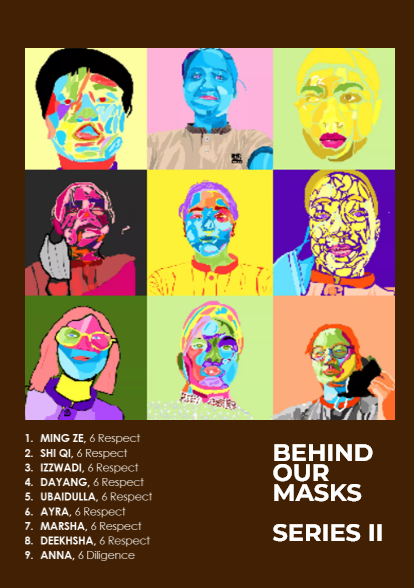 1. MING ZE, 6 Respect
2. SHI QI, 6 Respect
3. IZZWADI, 6 Respect
4. DAYANG, 6 Respect
5. UBAIDULLA, 6 Respect
6. AYRA, 6 Respect
7. MARSHA, 6 Respect
8. DEEKHSHA, 6 Respect
9. ANNA, 6 Diligence
BEHIND
OUR
MASKS
SERIES II